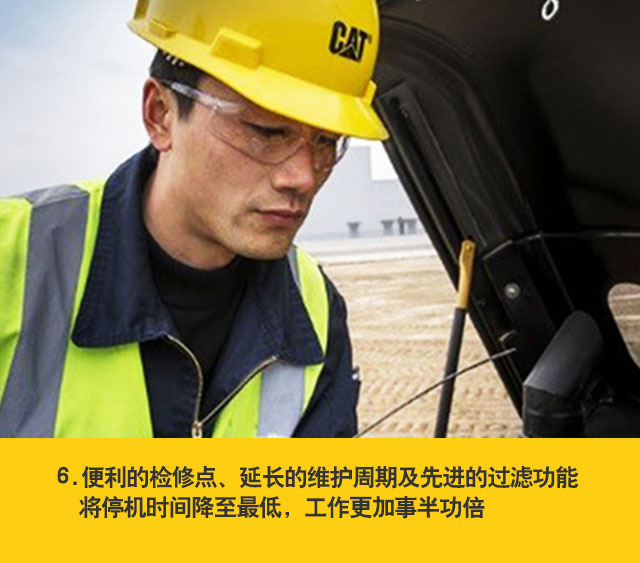 CAT
6.便利的检修点、延长的维护周期及先进的过滤功能
将停机时间降至最低，工作更加事半功倍